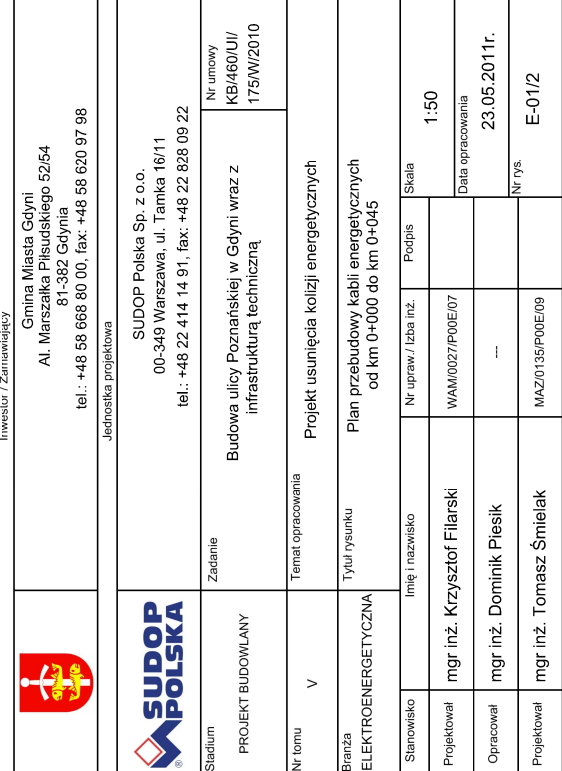 Inwestor / Zamawiający
Gmina Miasta Gdyni
Al. Marszałka Piłsudskiego 52/54
81-382 Gdynia
tel.: +48 58 668 80 00, fax: +48 58 620 97 98
Jednostka projektowa
SUDOP
POLSKA
®
SUDOP Polska Sp. z o.o.
00-349 Warszawa, ul. Tamka 16/11
tel.: +48 22 414 14 91, fax: +48 22 828 09 22
Stadium
PROJEKT BUDOWLANY
Zadanie
Budowa ulicy Poznańskiej w Gdyni wraz z
infrastrukturą techniczną
Nr umowy
KB/460/UI/
175/W/2010
Nr tomu
V
Temat opracowania
Projekt usunięcia kolizji energetycznych
Branża
ELEKTROENERGETYCZNA
Tytuł rysunku
Plan przebudowy kabli energetycznych
od km 0+000 do km 0+045
Stanowisko
Imię i nazwisko
Nr upraw./ Izba inż.
Podpis
Skala
1:50
Projektował
mgr inż. Krzysztof Filarski
WAM/0027/P00E/07
Data opracowania
23.05.2011r.
Opracował
mgr inż. Dominik Piesik
---
Nr rys.
E-01/2
Projektował
mgr inż. Tomasz Śmielak
MAZ/0135/P00E/09